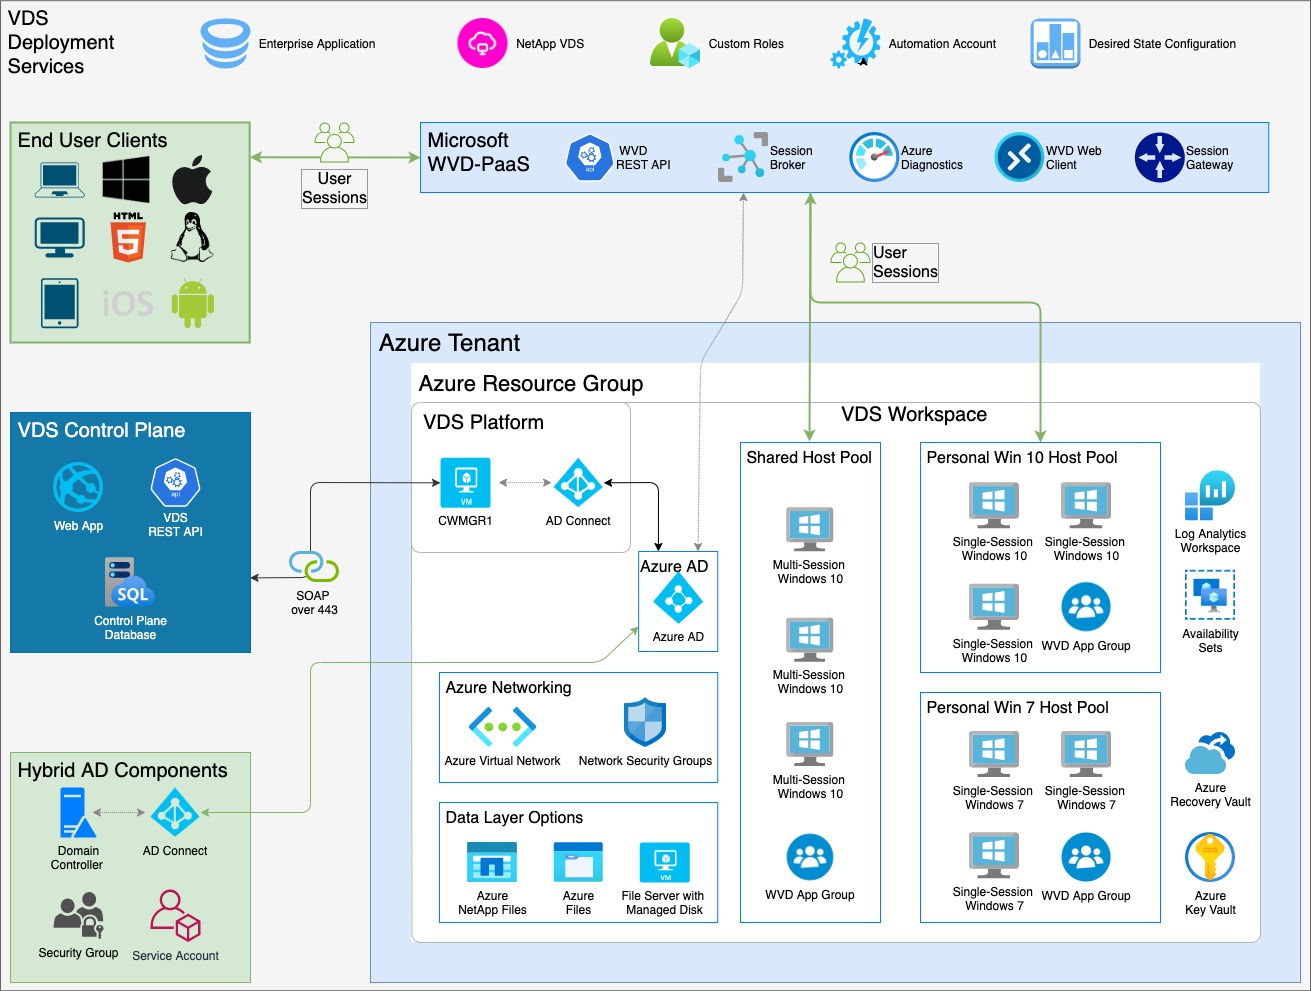 VDS
Deployment
Services
Enterprise Application
NetApp VDS
Custom Roles
Automation Account
Desired State Configuration
End User Clients
HTML
5
iOS
User
Sessions
Microsoft
WVD-PaaS
api
WVD
REST API
Session
Broker
Azure
Diagnostics
WVD Web
Client
Session
Gateway
User
Sessions
Azure Tenant
Azure Resource Group
VDS Control Plane
Web App
api
VDS
REST API
SQL
Control Plane
Database
SOAP
over 443
VDS Platform
VM
CWMGR1
AD Connect
Azure AD
Azure AD
VDS Workspace
Shared Host Pool
Multi-Session
Windows 10
Multi-Session
Windows 10
Multi-Session
Windows 10
WVD App Group
Personal Win 10 Host Pool
Single-Session
Windows 10
Single-Session
Windows 10
Single-Session
Windows 10
WVD App Group
Log Analytics
Workspace
Availability
Sets
Personal Win 7 Host Pool
Single-Session
Windows 7
Single-Session
Windows 7
Single-Session
Windows 7
WVD App Group
Azure
Recovery Vault
Azure
Key Vault
Azure Networking
Azure Virtual Network
Network Security Groups
Data Layer Options
Azure
NetApp Files
Azure
Files
VM
File Server with
Managed Disk
Hybrid AD Components
Domain
Controller
AD Connect
Security Group
Service Account